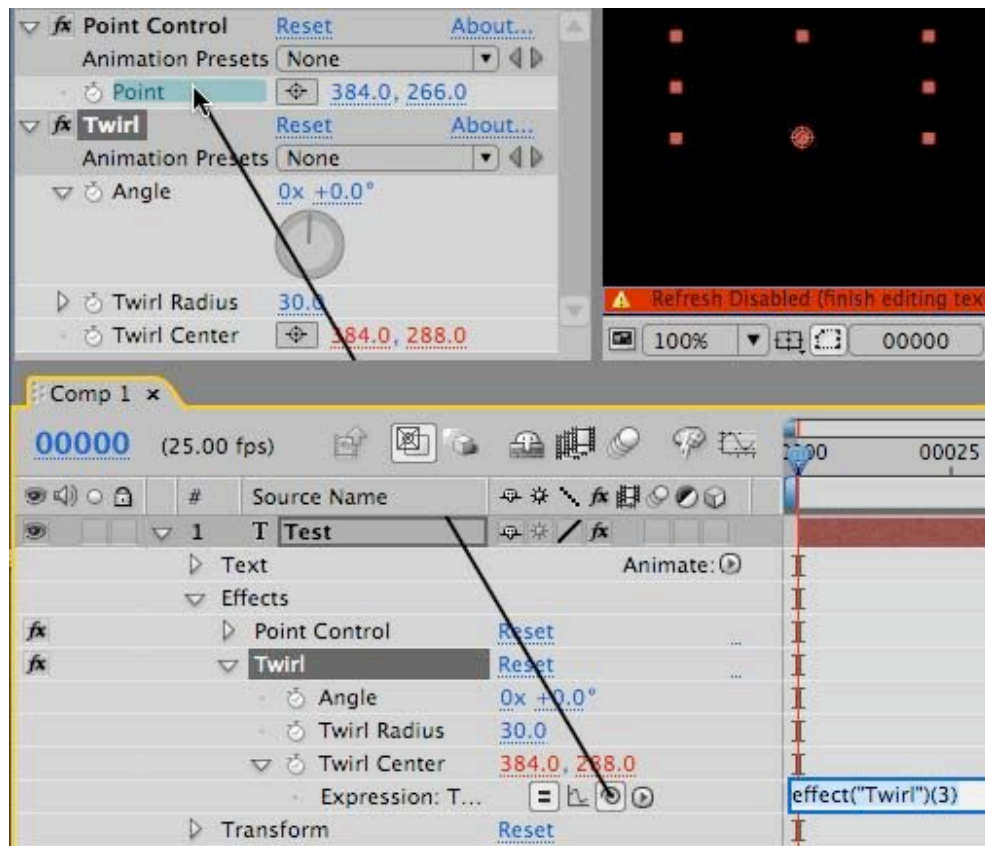 fx Point Control Reset About...
Animation Presets None
Point 384.0, 266.0
fx Twirl Reset About...
Animation Presets None
Angle 0x +0.0°
Twirl Radius 30.0
Twirl Center 384.0, 288.0
Refresh Disabled (finish editing tex
100% 00000
Comp 1 ×
00000 (25.00 fps) 00025
# Source Name fx
1 T Test fx
Text Animate:
Effects
fx Point Control Reset ...
fx Twirl Reset ...
Angle 0x +0.0°
Twirl Radius 30.0
Twirl Center 384.0, 288.0
Expression: T... effect("Twirl")(3)
Transform Reset